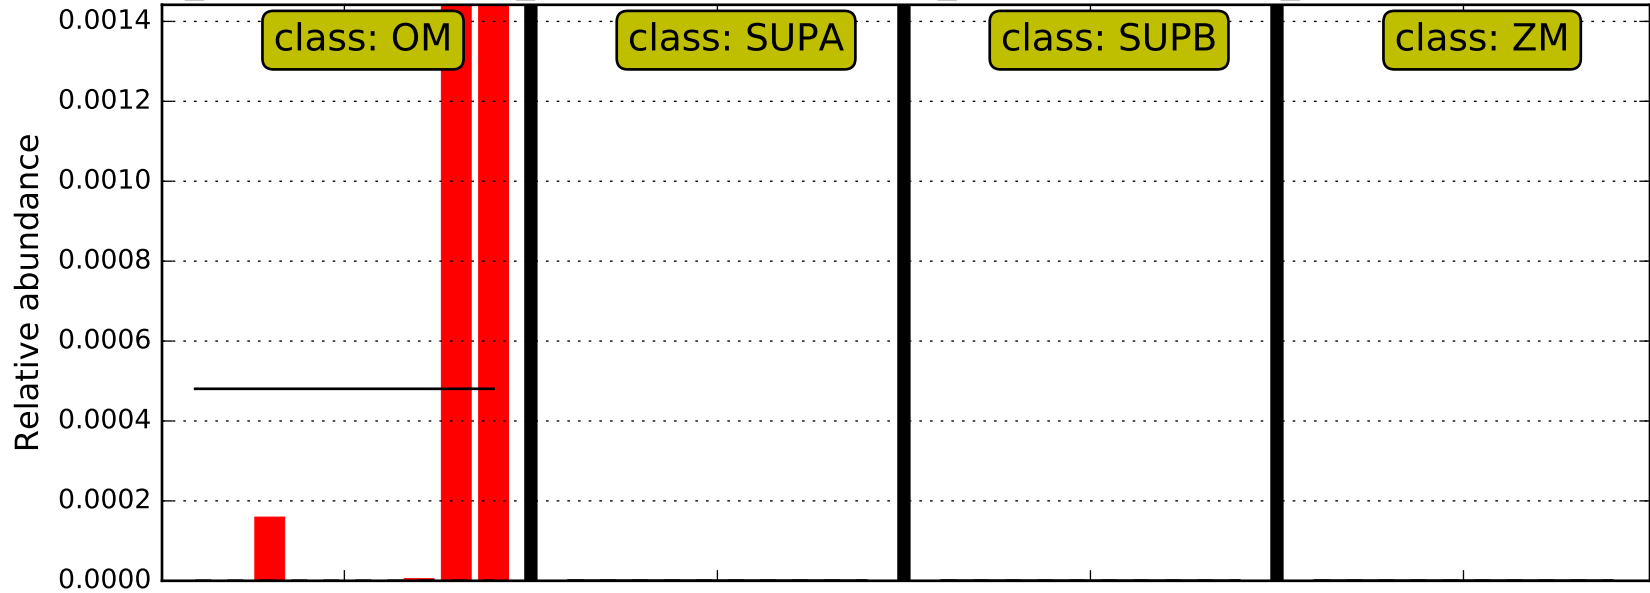 Relative abundance
0.0014
0.0012
0.0010
0.0008
0.0006
0.0004
0.0002
0.0000
class: OM
class: SUPA
class: SUPB
class: ZM